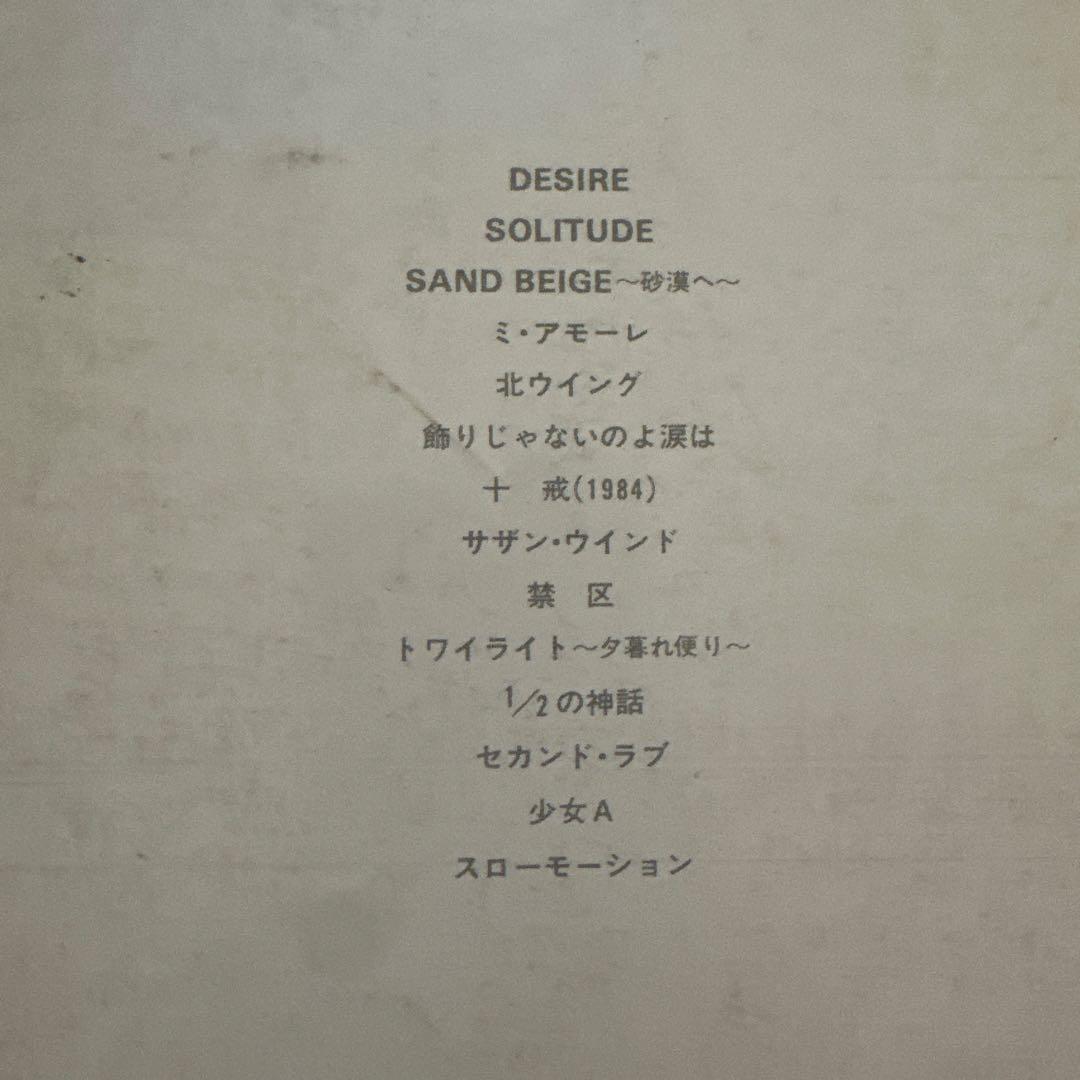 DESIRE
SOLITUDE
SAND BEIGE～砂漠へ～
ミ・アモーレ
北ウイング
飾りじゃないのよ涙は
十　戒(1984)
サザン・ウインド
禁　区
トワイライト～夕暮れ便り～
1/2の神話
セカンド・ラブ
少女A
スローモーション